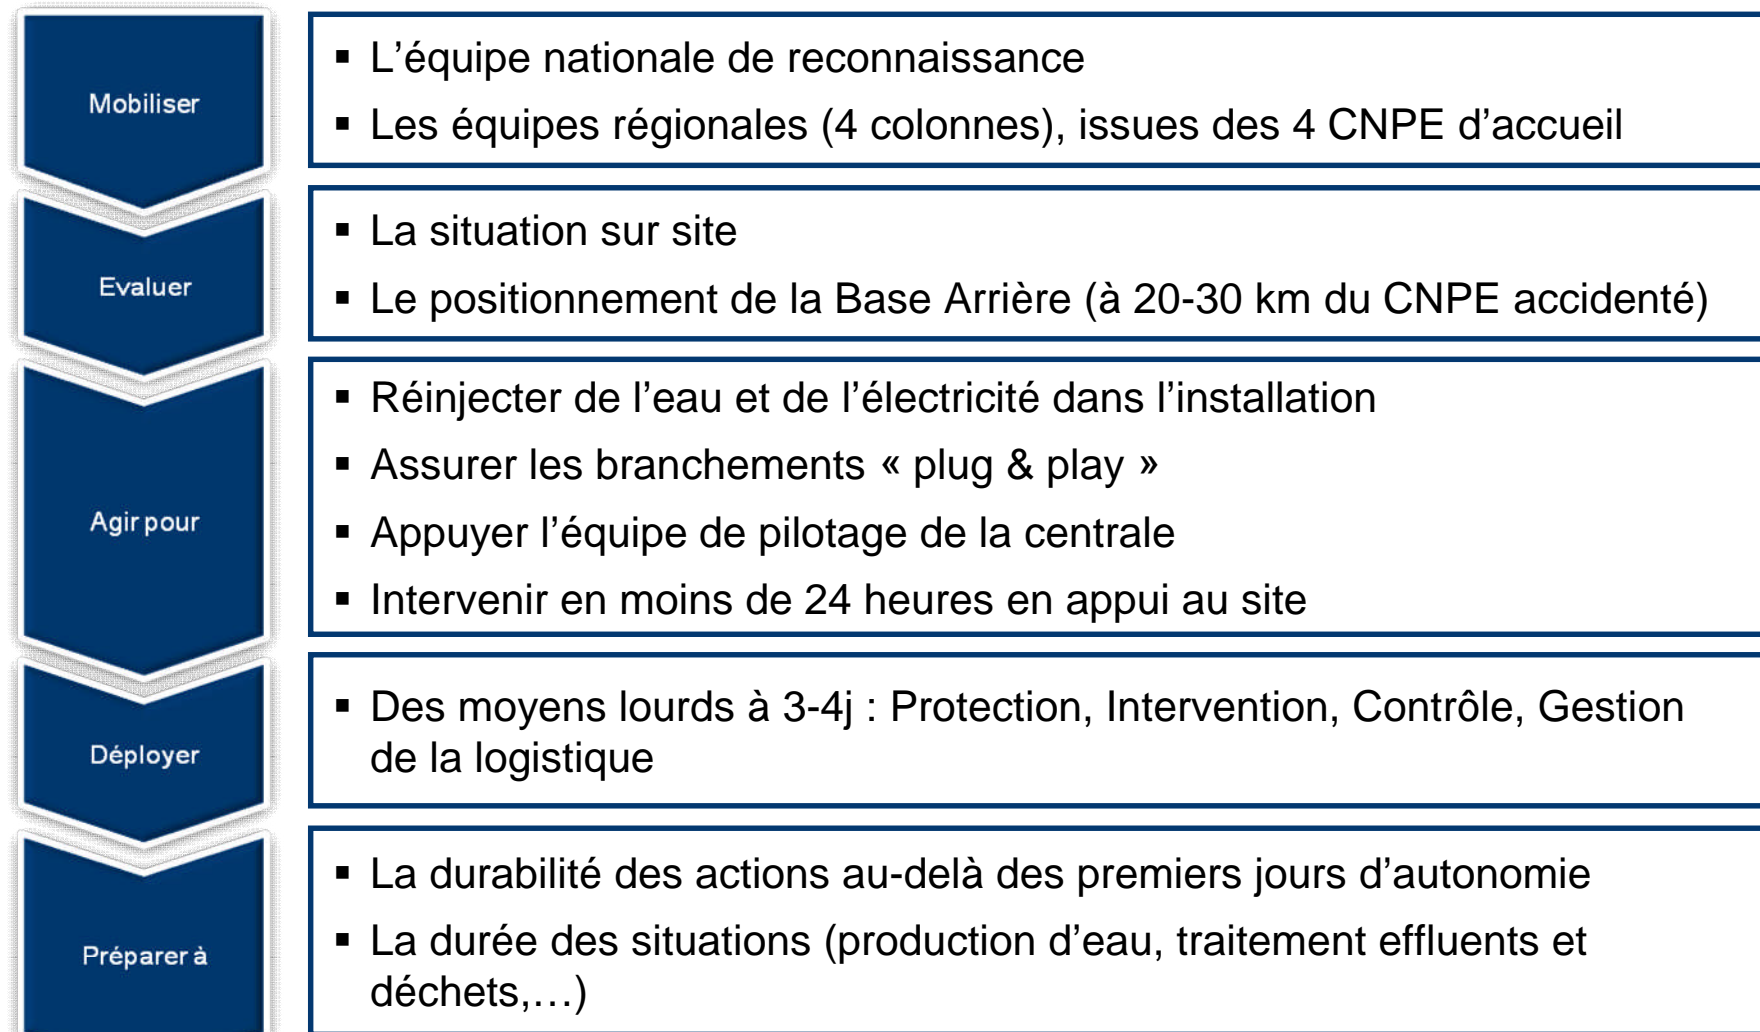 Mobiliser
▪ L’équipe nationale de reconnaissance
▪ Les équipes régionales (4 colonnes), issues des 4 CNPE d’accueil
Evaluer
▪ La situation sur site
▪ Le positionnement de la Base Arrière (à 20-30 km du CNPE accidenté)
Agir pour
▪ Réinjecter de l’eau et de l’électricité dans l’installation
▪ Assurer les branchements « plug & play »
▪ Appuyer l’équipe de pilotage de la centrale
▪ Intervenir en moins de 24 heures en appui au site
Déployer
▪ Des moyens lourds à 3-4j : Protection, Intervention, Contrôle, Gestion
de la logistique
Préparer à
▪ La durabilité des actions au-delà des premiers jours d’autonomie
▪ La durée des situations (production d’eau, traitement effluents et
déchets,…)